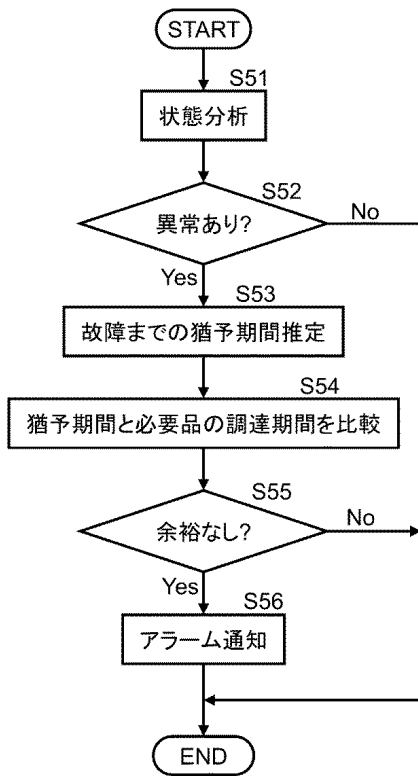 START
S51
状態分析
S52
異常あり?
No
Yes
S53
故障までの猶予期間推定
S54
猶予期間と必要品の調達期間を比較
S55
余裕なし?
No
Yes
S56
アラーム通知
END